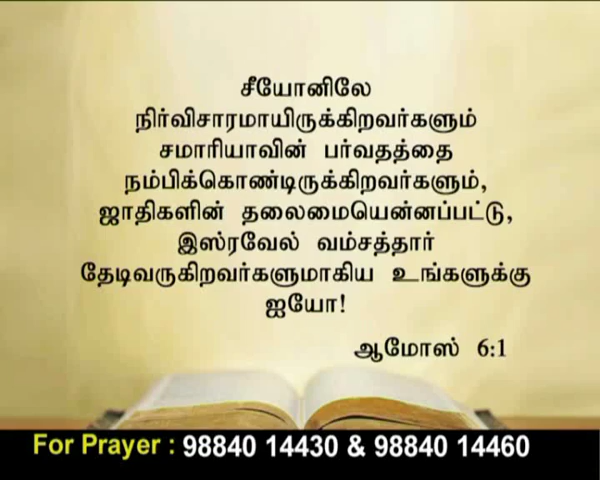 சீயோனிலே
நிர்விசாரமாயிருக்கிறவர்களும்
சமாரியாவின் பர்வதத்தை
நம்பிக்கொண்டிருக்கிறவர்களும்,
ஜாதிகளின் தலைமையென்னப்பட்டு,
இஸ்ரவேல் வம்சத்தார்
தேடிவருகிறவர்களுமாகிய உங்களுக்கு
ஐயோ!
ஆமோஸ் 6:1
For Prayer : 98840 14430 & 98840 14460